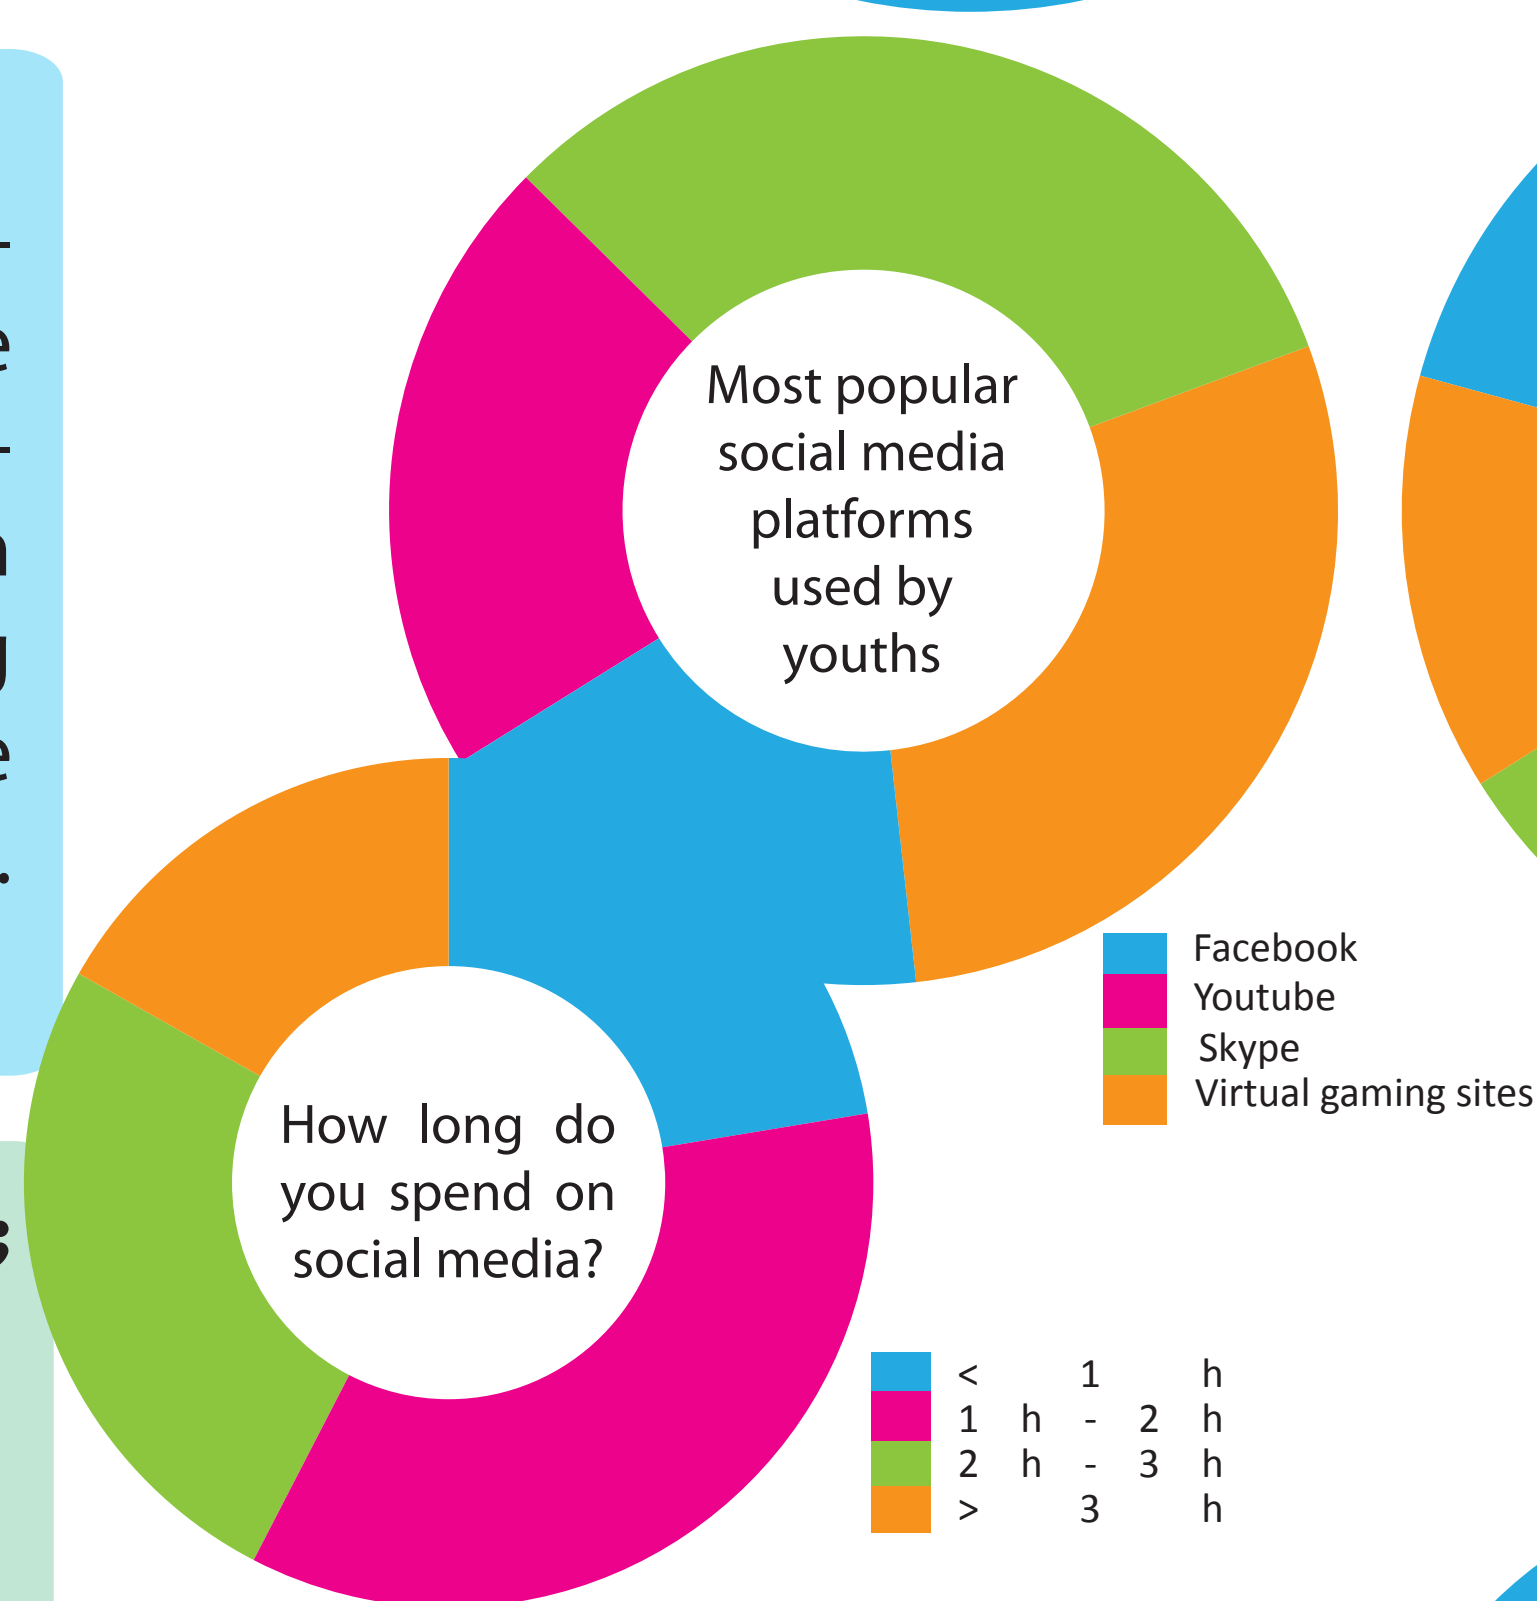 Most popular
social media
platforms
used by
youths
Facebook
Youtube
Skype
Virtual gaming sites
How long do
you spend on
social media?
< 1 h
1 h - 2 h
2 h - 3 h
> 3 h